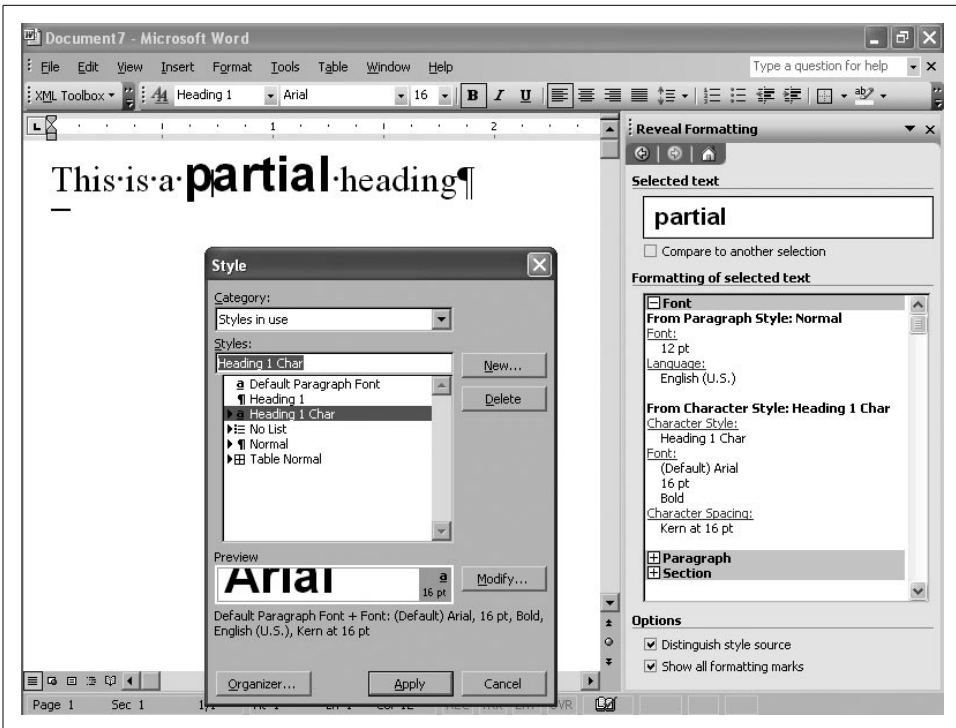 Document7 - Microsoft Word
File Edit View Insert Format Tools Table Window Help Type a question for help
XML Toolbox Heading 1 Arial 16 B I U
1 2
This·is·a·partial·heading¶
Reveal Formatting
Selected text
partial
Compare to another selection
Formatting of selected text
Font
From Paragraph Style: Normal
Font:
12 pt
Language:
English (U.S.)
From Character Style: Heading 1 Char
Character Style:
Heading 1 Char
Font:
(Default) Arial
16 pt
Bold
Character Spacing:
Kern at 16 pt
Paragraph
Section
Options
Distinguish style source
Show all formatting marks
Style
Category:
Styles in use
Styles:
Heading 1 Char
New...
a Default Paragraph Font
¶ Heading 1
a Heading 1 Char
Delete
No List
¶ Normal
Table Normal
Preview
Arial
a
16 pt
Modify...
Default Paragraph Font + Font: (Default) Arial, 16 pt, Bold,
English (U.S.), Kern at 16 pt
Organizer... Apply Cancel
Page 1 Sec 1